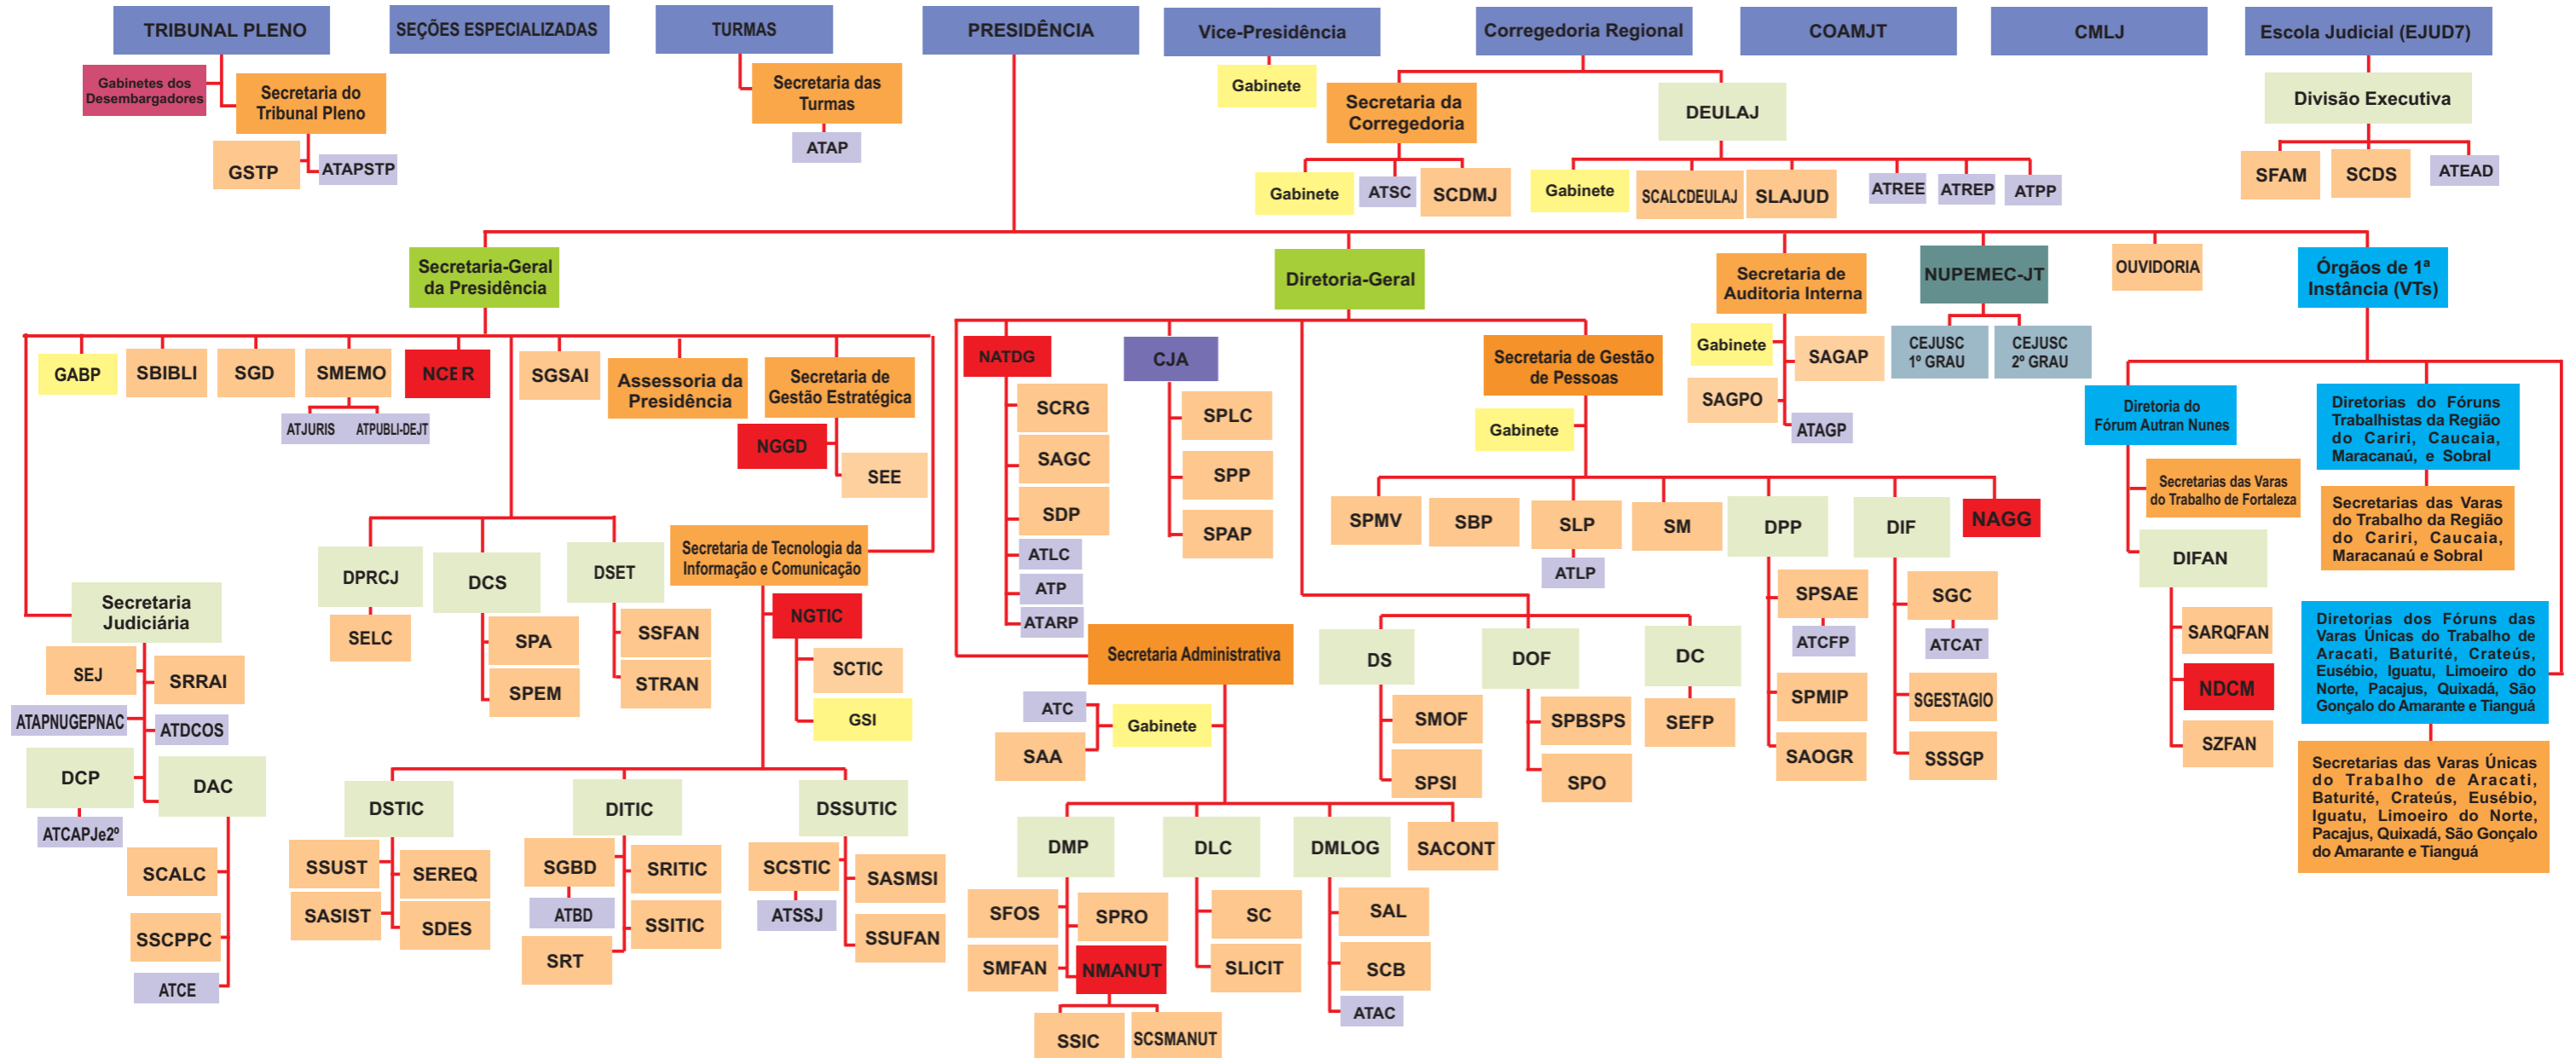 TRIBUNAL PLENO
SEÇÕES ESPECIALIZADAS
TURMAS
PRESIDÊNCIA
Vice-Presidência
Corregedoria Regional
COAMJT
CMLJ
Escola Judicial (EJUD7)
Gabinetes dos
Desembargadores
Secretaria do
Tribunal Pleno
GSTP
ATAPSTP
Secretaria das
Turmas
ATAP
Gabinete
Secretaria da
Corregedoria
DEULAJ
Gabinete
ATSC
SCDMJ
Gabinete
SCALCDEULAJ
SLAJUD
ATREE
ATREP
ATPP
Divisão Executiva
SFAM
SCDS
ATEAD
Secretaria-Geral
da Presidência
Diretoria-Geral
Secretaria de
Auditoria Interna
NUPEMEC-JT
OUVIDORIA
Órgãos de 1ª
Instância (VTs)
GABP
SBIBLI
SGD
SMEMO
NCER
SGSAI
Assessoria da
Presidência
Secretaria de
Gestão Estratégica
ATJURIS
ATPUBLI-DEJT
NGGD
SEE
DPRCJ
DCS
DSET
Secretaria de Tecnologia da
Informação e Comunicação
SELC
SPA
SPEM
SSFAN
STRAN
NGTIC
SCTIC
GSI
Secretaria
Judiciária
SEJ
SRRAI
ATAPNUGEPNAC
ATDCOS
DCP
DAC
ATCAPJe2º
SCALC
SSCPPC
ATCE
DSTIC
DITIC
DSSUTIC
SSUST
SEREQ
SASIST
SDES
SGBD
SRITIC
ATBD
SSITIC
SRT
SCSTIC
SASMSI
ATSSJ
SSUFAN
NATDG
CJA
SCRG
SAGC
SDP
ATLC
ATP
ATARP
SPLC
SPP
SPAP
Secretaria de Gestão
de Pessoas
Gabinete
SPMV
SBP
SLP
SM
DPP
DIF
NAGG
ATLP
SPSAE
ATCFP
SPMIP
SAOGR
SGC
ATCAT
SGESTAGIO
SSSGP
Secretaria Administrativa
ATC
Gabinete
SAA
DS
DOF
DC
SMOF
SPSI
SPBSPS
SPO
SEFP
DMP
DLC
DMLOG
SACONT
SFOS
SPRO
SMFAN
NMANUT
SSIC
SCSMANUT
SC
SLICIT
SAL
SCB
ATAC
Gabinete
SAGAP
SAGPO
ATAGP
CEJUSC
1º GRAU
CEJUSC
2º GRAU
Diretoria do
Fórum Autran Nunes
Secretarias das Varas
do Trabalho de Fortaleza
DIFAN
SARQFAN
NDCM
SZFAN
Diretorias do Fóruns
Trabalhistas da Região
do Cariri, Caucaia,
Maracanaú, e Sobral
Secretarias das Varas
do Trabalho da Região
do Cariri, Caucaia,
Maracanaú e Sobral
Diretorias dos Fóruns das
Varas Únicas do Trabalho de
Aracati, Baturité, Crateús,
Eusébio, Iguatu, Limoeiro do
Norte, Pacajus, Quixadá, São
Gonçalo do Amarante e Tianguá
Secretarias das Varas Únicas
do Trabalho de Aracati,
Baturité, Crateús, Eusébio,
Iguatu, Limoeiro do Norte,
Pacajus, Quixadá, São Gonçalo
do Amarante e Tianguá